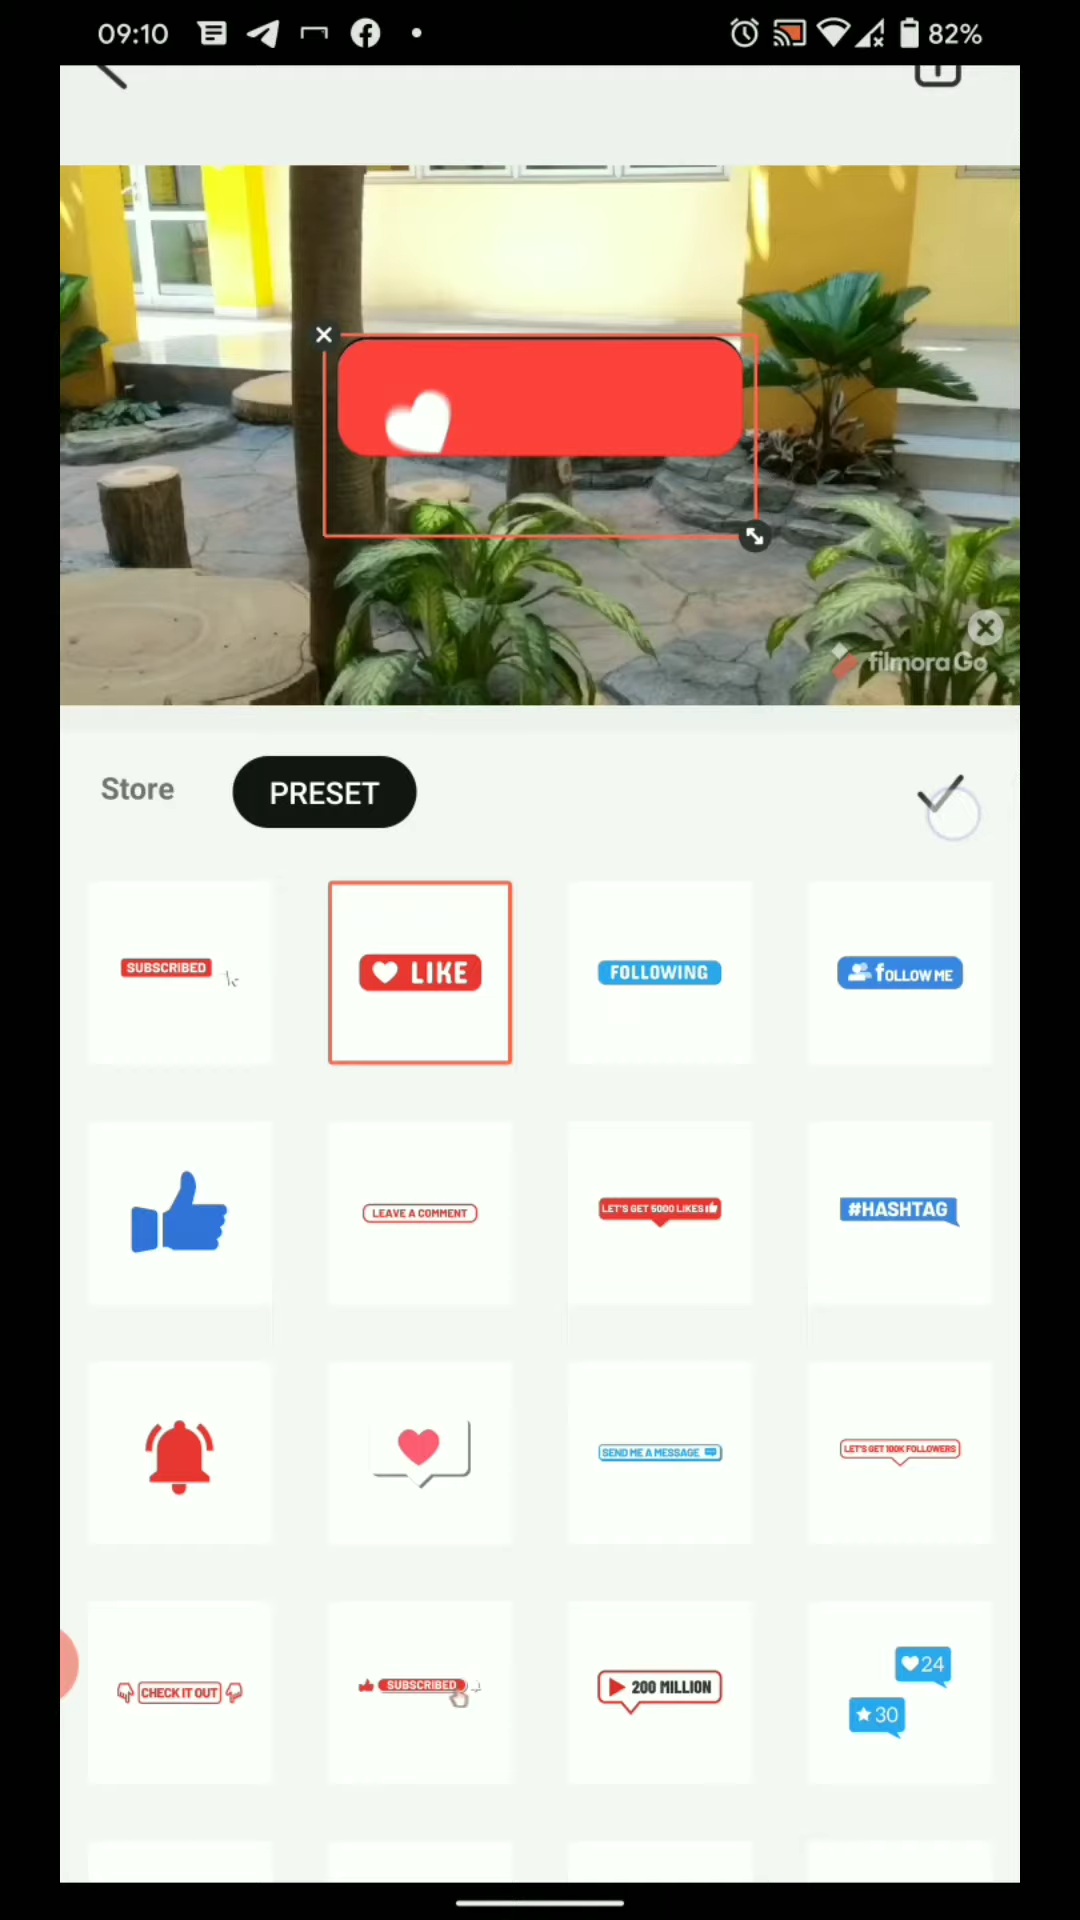 09:10
82%
filmoraGo
Store
PRESET
SUBSCRIBED
LIKE
FOLLOWING
fOLLOW ME
LEAVE A COMMENT
LET'S GET 5000 LIKES
#HASHTAG
SEND ME A MESSAGE
LET'S GET 100K FOLLOWERS
CHECK IT OUT
SUBSCRIBED
200 MILLION
24
30